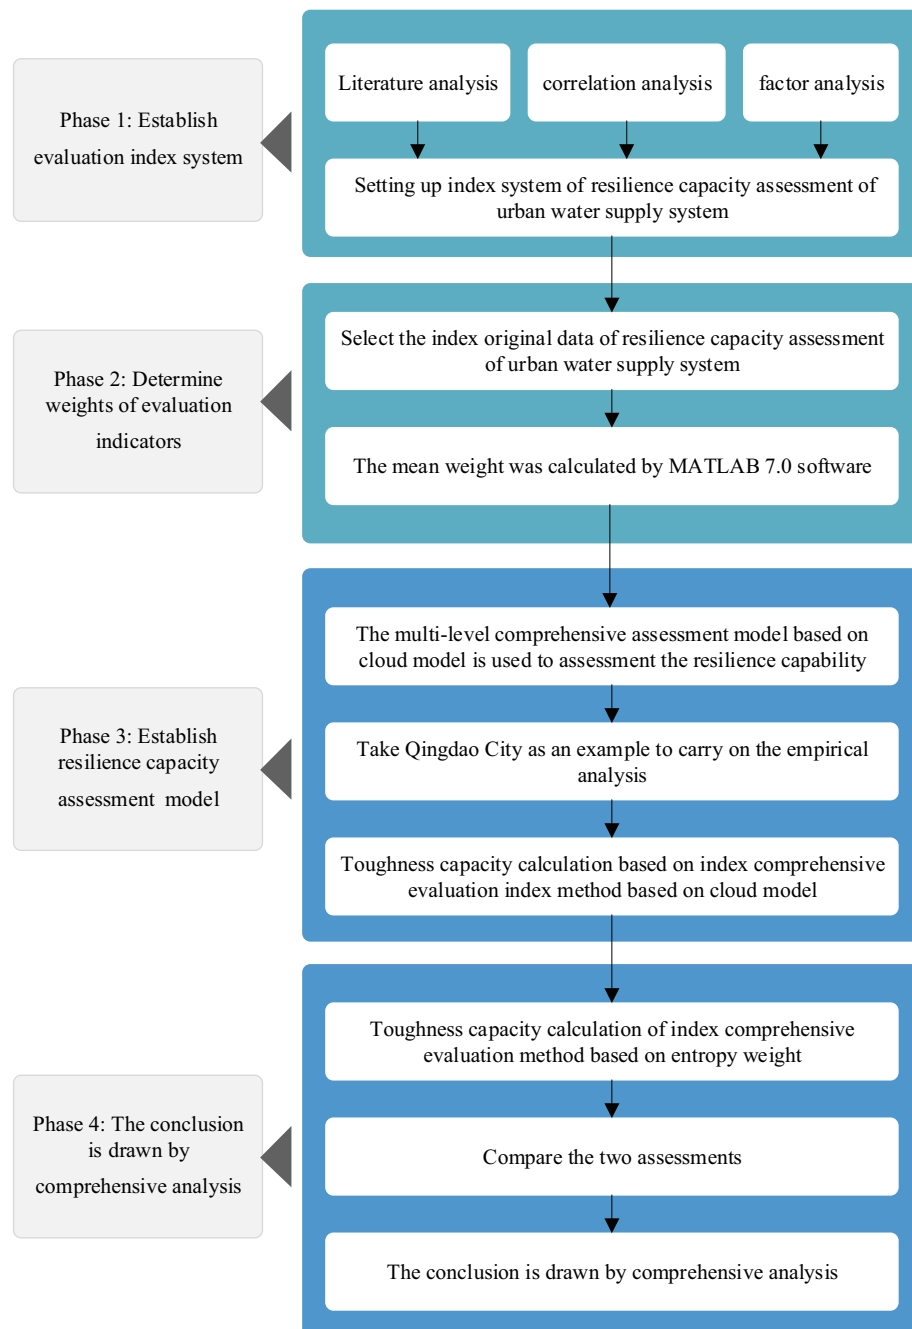 Phase 1: Establish
evaluation index system
Literature analysis
correlation analysis
factor analysis
Setting up index system of resilience capacity assessment of
urban water supply system
Phase 2: Determine
weights of evaluation
indicators
Select the index original data of resilience capacity assessment
of urban water supply system
The mean weight was calculated by MATLAB 7.0 software
Phase 3: Establish
resilience capacity
assessment model
The multi-level comprehensive assessment model based on
cloud model is used to assessment the resilience capability
Take Qingdao City as an example to carry on the empirical
analysis
Toughness capacity calculation based on index comprehensive
evaluation index method based on cloud model
Phase 4: The conclusion
is drawn by
comprehensive analysis
Toughness capacity calculation of index comprehensive
evaluation method based on entropy weight
Compare the two assessments
The conclusion is drawn by comprehensive analysis